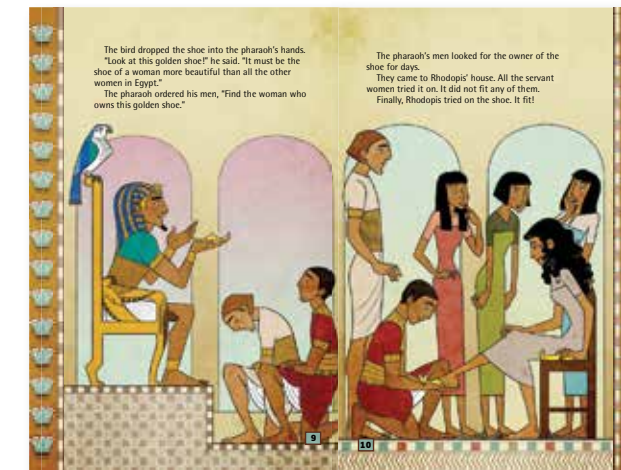 The bird dropped the shoe into the pharaoh's hands.
"Look at this golden shoe!" he said. "It must be the
shoe of a woman more beautiful than all the other
women in Egypt."
The pharaoh ordered his men, "Find the woman who
owns this golden shoe."
9
The pharaoh's men looked for the owner of the
shoe for days.
They came to Rhodopis' house. All the servant
women tried it on. It did not fit any of them.
Finally, Rhodopis tried on the shoe. It fit!
10